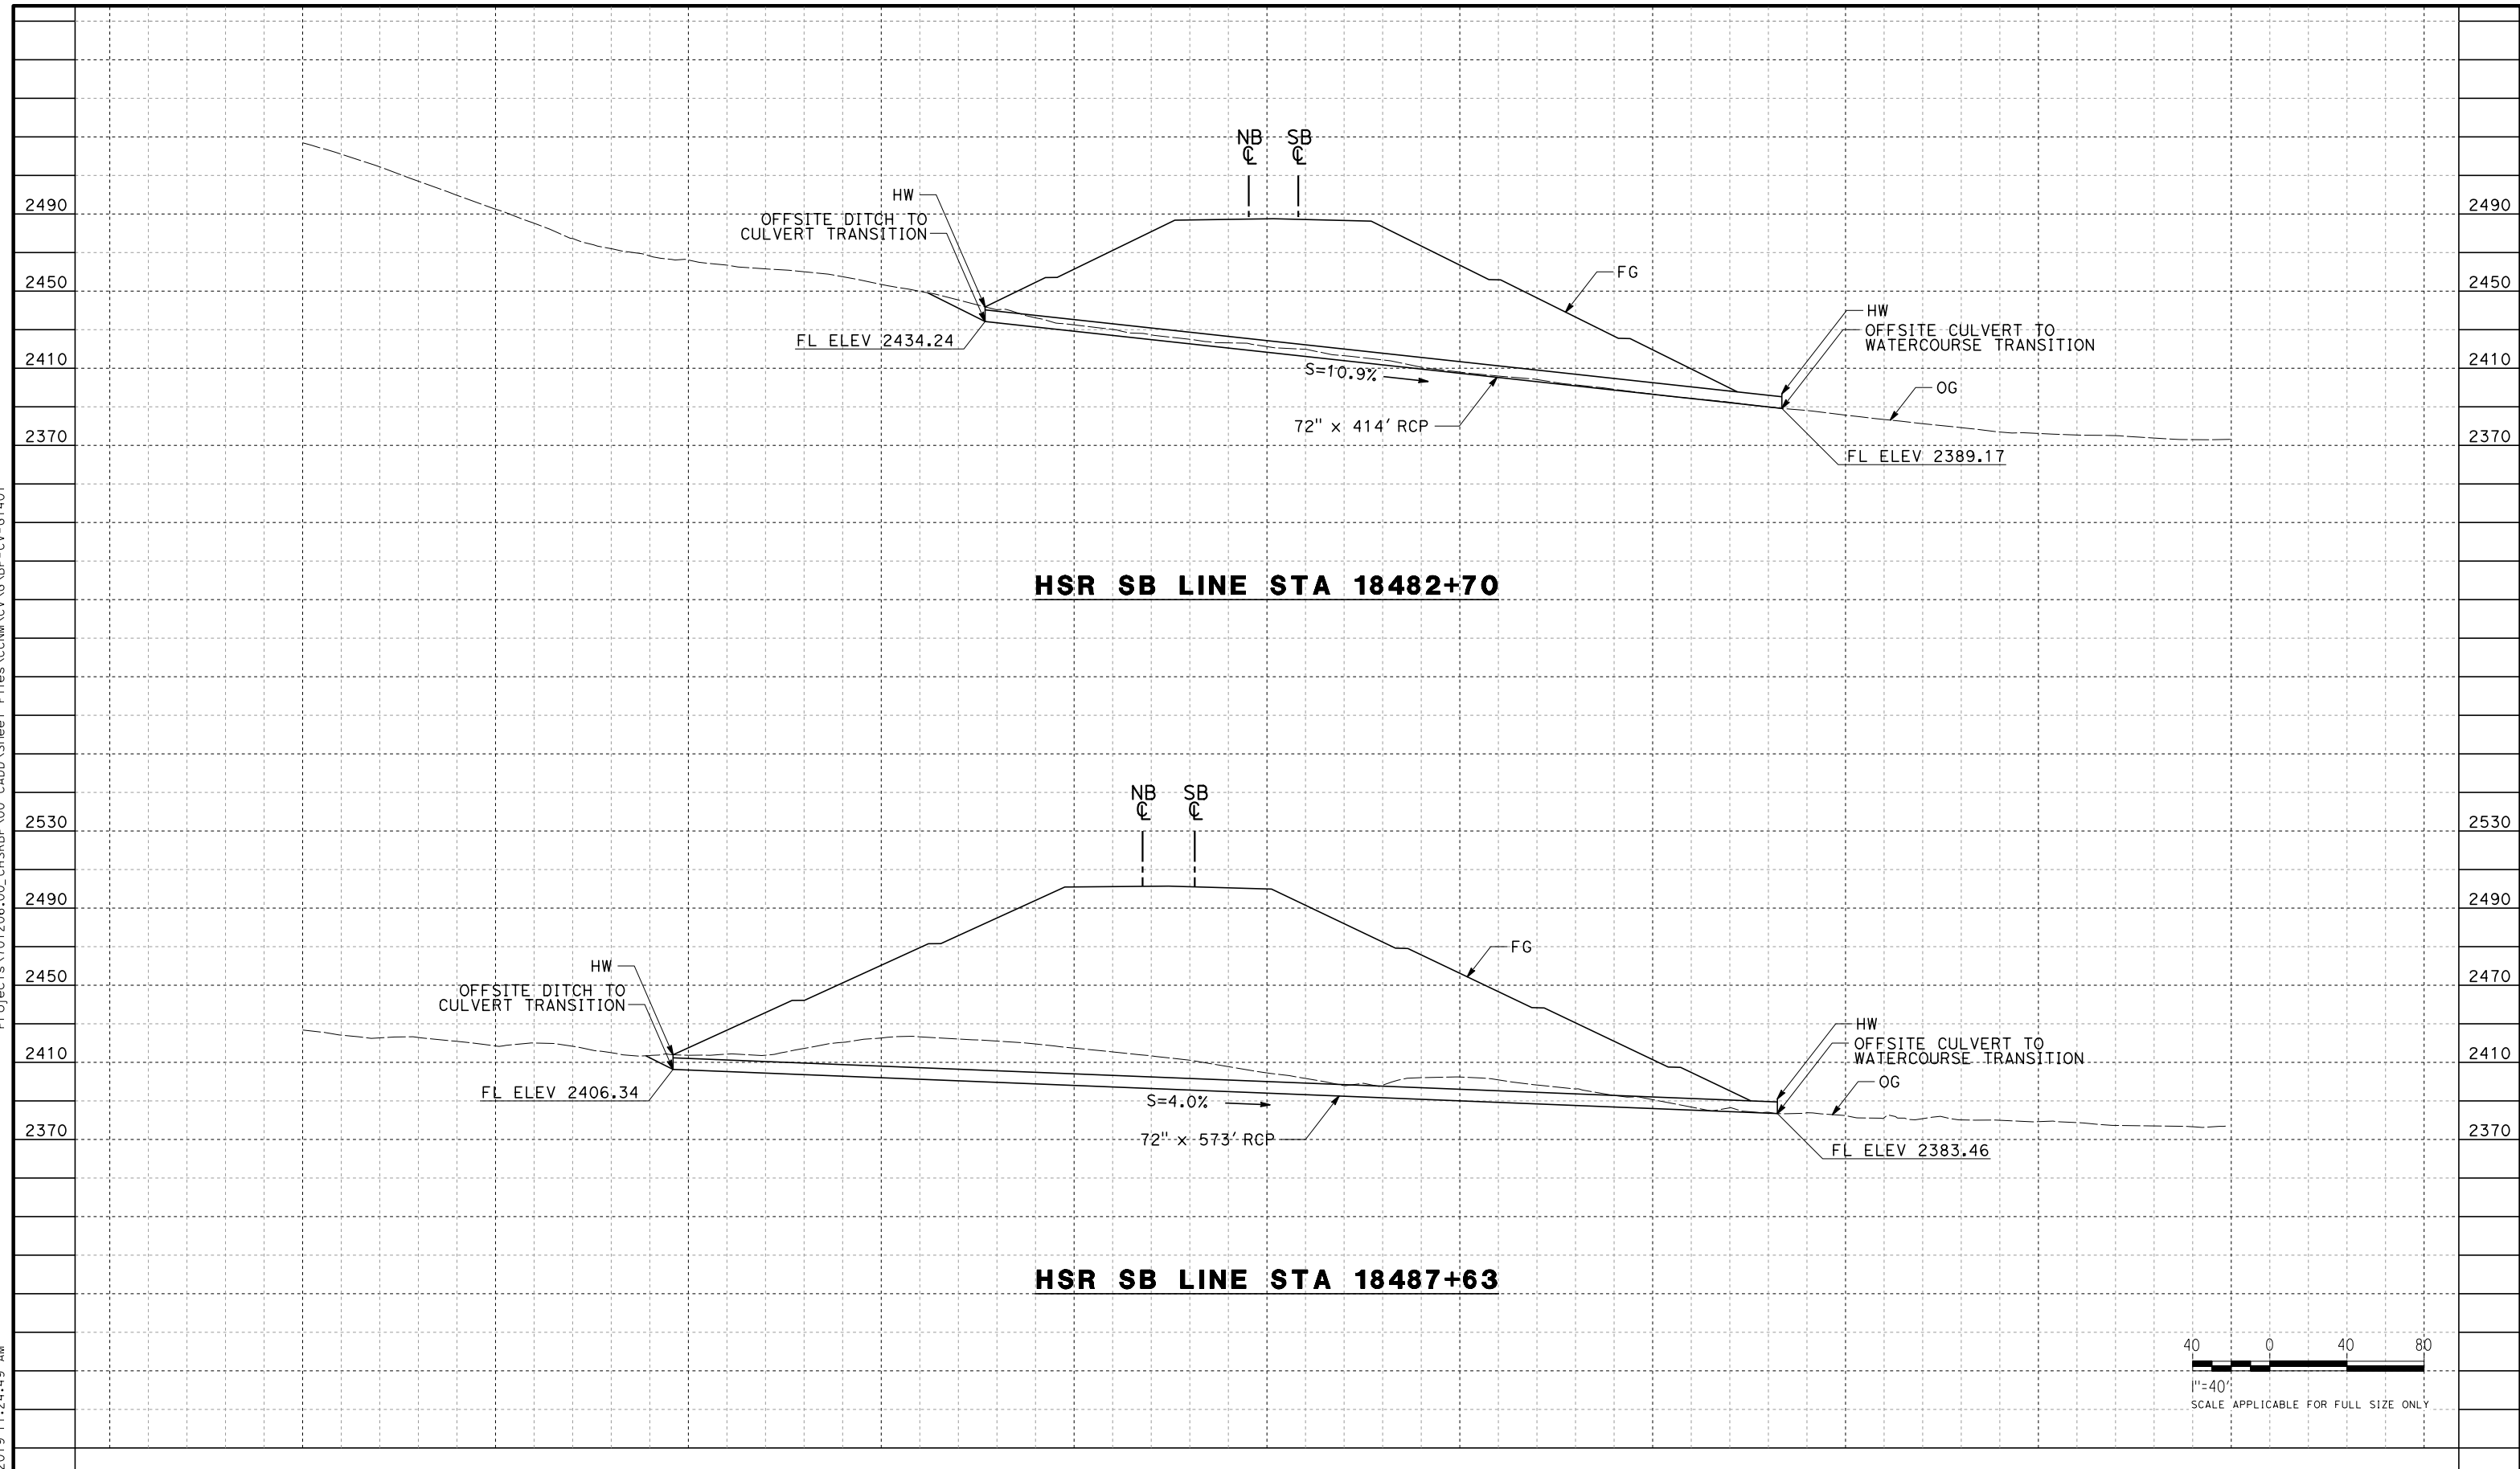 NB SB
℄ ℄
HW
OFFSITE DITCH TO
CULVERT TRANSITION
2490 2490
FG
2450 2450
HW
OFFSITE CULVERT TO
WATERCOURSE TRANSITION
FL ELEV 2434.24
2410 2410
S=10.9%
OG
72" x 414' RCP
2370 2370
FL ELEV 2389.17
HSR SB LINE STA 18482+70
NB SB
℄ ℄
2530 2530
2490 2490
FG
HW
OFFSITE DITCH TO
CULVERT TRANSITION
2450 2470
HW
OFFSITE CULVERT TO
WATERCOURSE TRANSITION
2410 2410
OG
FL ELEV 2406.34
S=4.0%
72" x 573' RCP
2370 2370
FL ELEV 2383.46
HSR SB LINE STA 18487+63
40 0 40 80
1"=40'
SCALE APPLICABLE FOR FULL SIZE ONLY